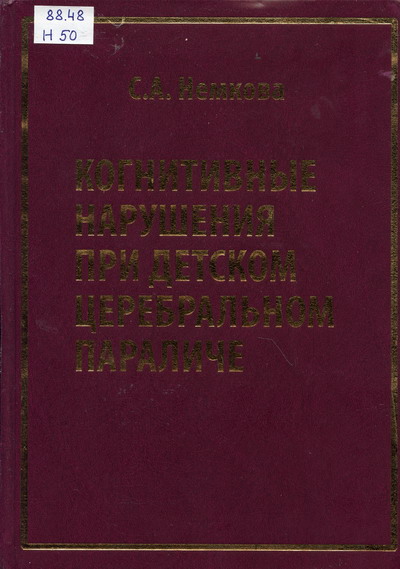 88.48
Н 50
С.А. Немкова
КОГНИТИВНЫЕ
НАРУШЕНИЯ
ПРИ ДЕТСКОМ
ЦЕРЕБРАЛЬНОМ
ПАРАЛИЧЕ